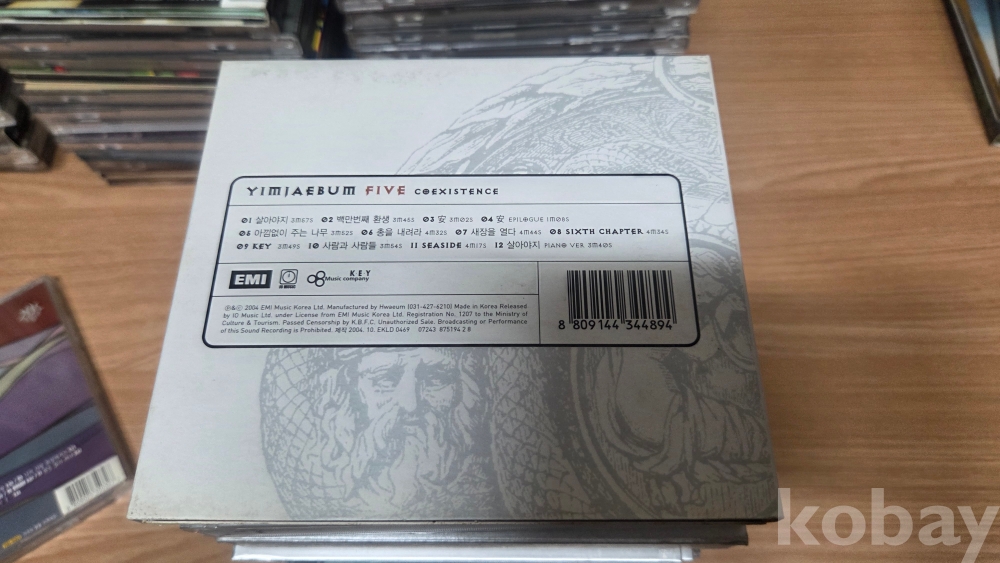 YIMJAEBUM FIVE COEXISTENCE
01 살아야지 3M57S 02 백만번째 환생 3M45S 03 安 3M02S 04 安 EPILOGUE 1M09S
05 아낌없이 주는 나무 3M52S 06 총을 내려라 4M32S 07 새장을 열다 4M44S 08 SIXTH CHAPTER 4M34S
09 KEY 3M49S 10 사람과 사람들 3M54S 11 SEASIDE 4M17S 12 살아야지 PIANO VER 3M40S
EMI
KEY
Music company
℗&© 2004 EMI Music Korea Ltd. Manufactured by Hwaeum (031-427-6210) Made in Korea Released
by IO Music Ltd. under License from EMI Music Korea Ltd. Registration No. 1207 to the Ministry of
Culture & Tourism. Passed Censorship by K.B.F.C. Unauthorized Sale. Broadcasting or Performance
of this Sound Recording is Prohibited. 제작 2004. 10. EKLD 0469 07243 875194 2 8
8 809144 344894
kobay